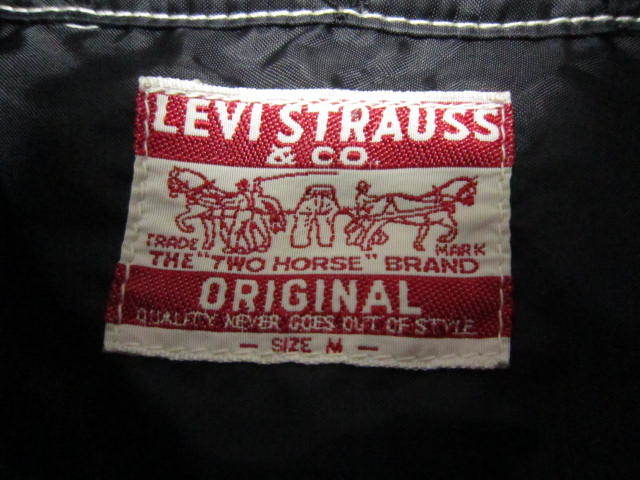 LEVI STRAUSS
& CO.
TRADE MARK
THE "TWO HORSE" BRAND
ORIGINAL
QUALITY NEVER GOES OUT OF STYLE
- SIZE M -